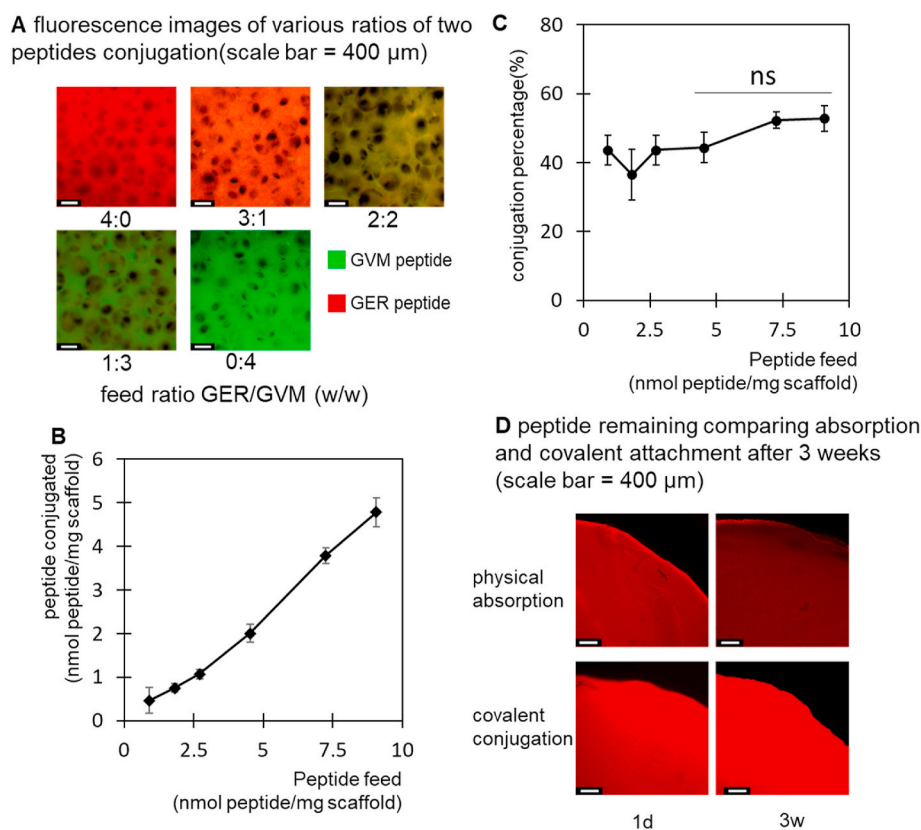 A fluorescence images of various ratios of two
peptides conjugation(scale bar = 400 μm)
4:0
3:1
2:2
1:3
0:4
GVM peptide
GER peptide
feed ratio GER/GVM (w/w)
B
peptide conjugated
(nmol peptide/mg scaffold)
6
5
4
3
2
1
0
0
2.5
5
7.5
10
Peptide feed
(nmol peptide/mg scaffold)
C
conjugation percentage(%)
80
60
40
20
0
ns
0
2.5
5
7.5
10
Peptide feed
(nmol peptide/mg scaffold)
D peptide remaining comparing absorption
and covalent attachment after 3 weeks
(scale bar = 400 μm)
physical
absorption
covalent
conjugation
1d
3w